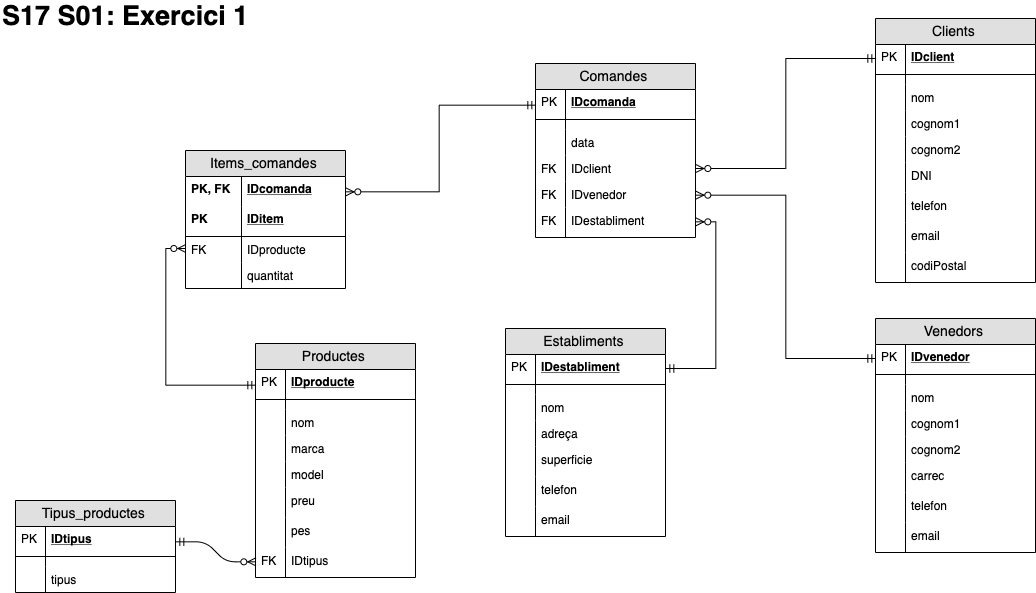 S17 S01: Exercici 1
Clients
PK IDclient
nom
cognom1
cognom2
DNI
telefon
email
codiPostal
Comandes
PK IDcomanda
data
FK IDclient
FK IDvenedor
FK IDestabliment
Items_comandes
PK, FK IDcomanda
PK IDitem
FK IDproducte
quantitat
Productes
PK IDproducte
nom
marca
model
preu
pes
FK IDtipus
Establiments
PK IDestabliment
nom
adreça
superficie
telefon
email
Venedors
PK IDvenedor
nom
cognom1
cognom2
carrec
telefon
email
Tipus_productes
PK IDtipus
tipus